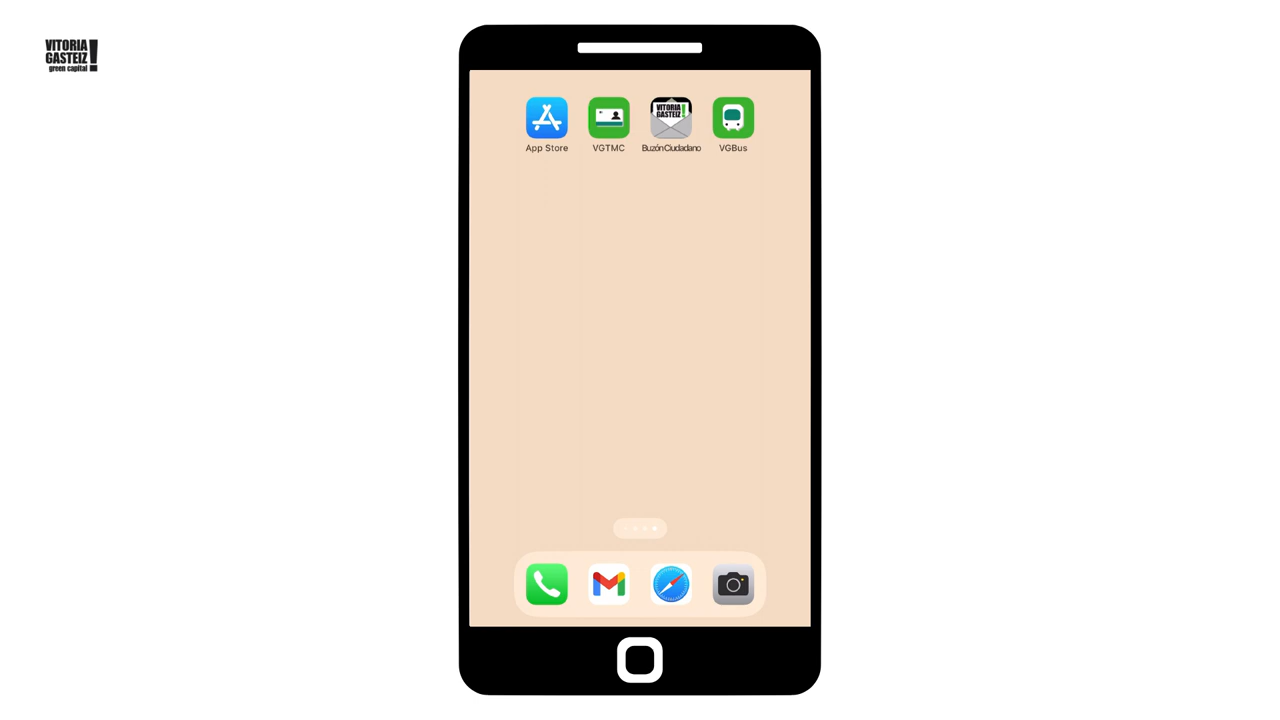 VITORIA
GASTEIZ!
green capital
VITORIA
GASTEIZ!
App Store
VGTMC
BuzónCiudadano
VGBus